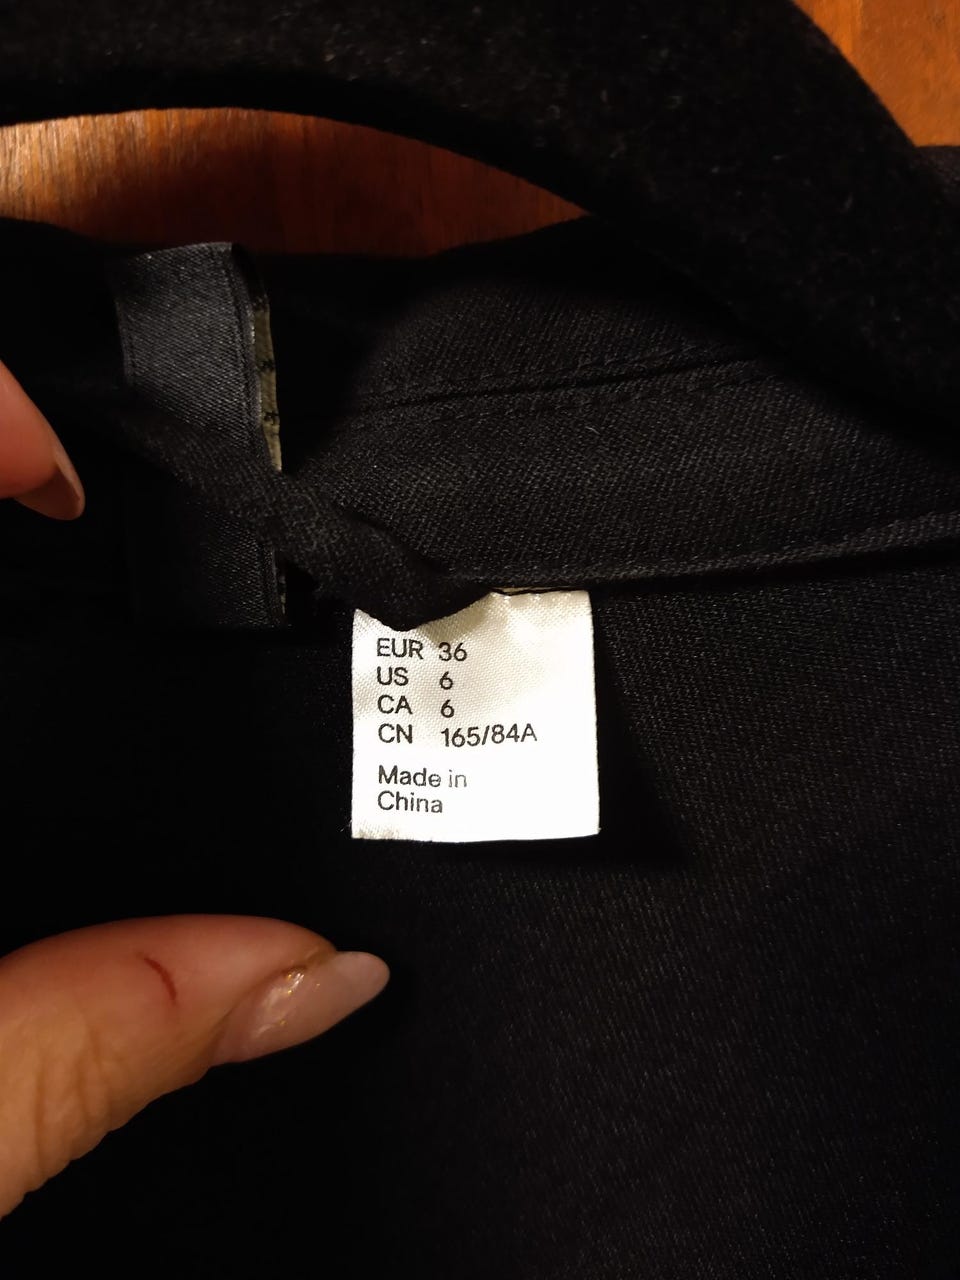 EUR 36
US 6
CA 6
CN 165/84A
Made in
China